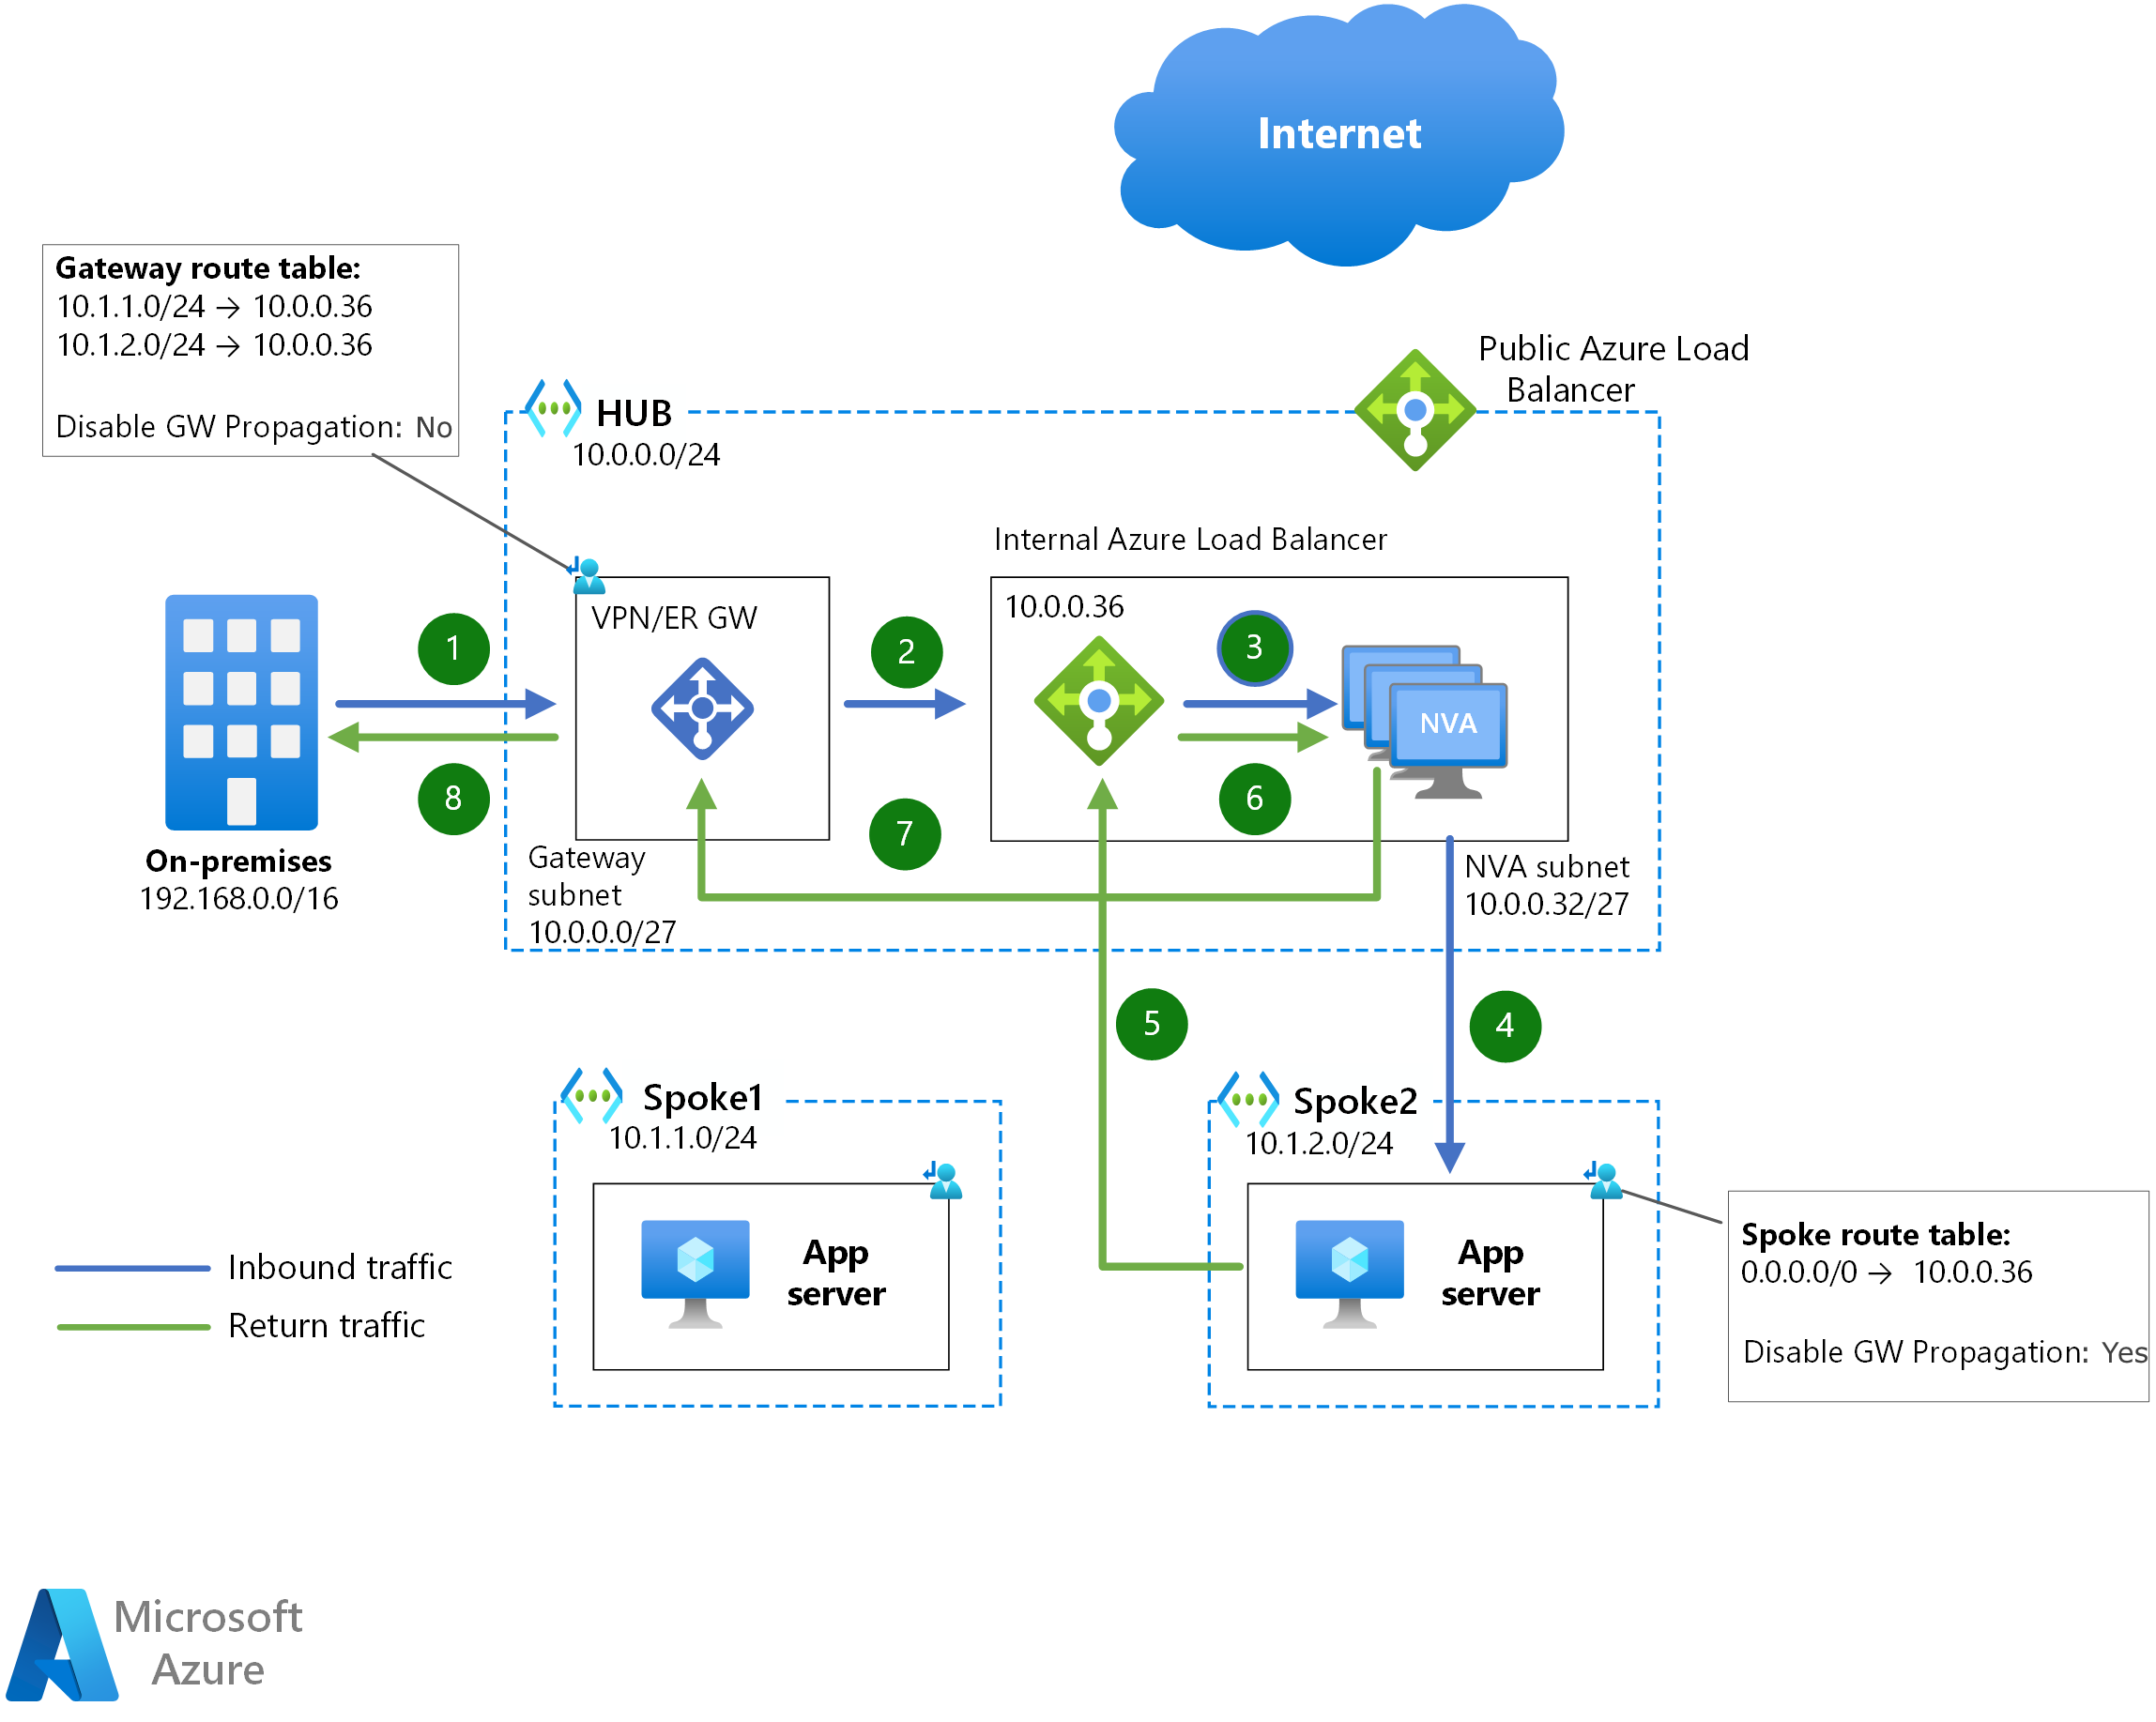 Internet
Gateway route table:
10.1.1.0/24 → 10.0.0.36
10.1.2.0/24 → 10.0.0.36
Disable GW Propagation: No
Public Azure Load
Balancer
HUB
10.0.0.0/24
Internal Azure Load Balancer
VPN/ER GW
10.0.0.36
1
2
3
NVA
8
7
6
On-premises
192.168.0.0/16
Gateway
subnet
10.0.0.0/27
NVA subnet
10.0.0.32/27
5
4
Spoke1
10.1.1.0/24
App
server
Spoke2
10.1.2.0/24
App
server
Spoke route table:
0.0.0.0/0 → 10.0.0.36
Disable GW Propagation: Yes
Inbound traffic
Return traffic
Microsoft
Azure